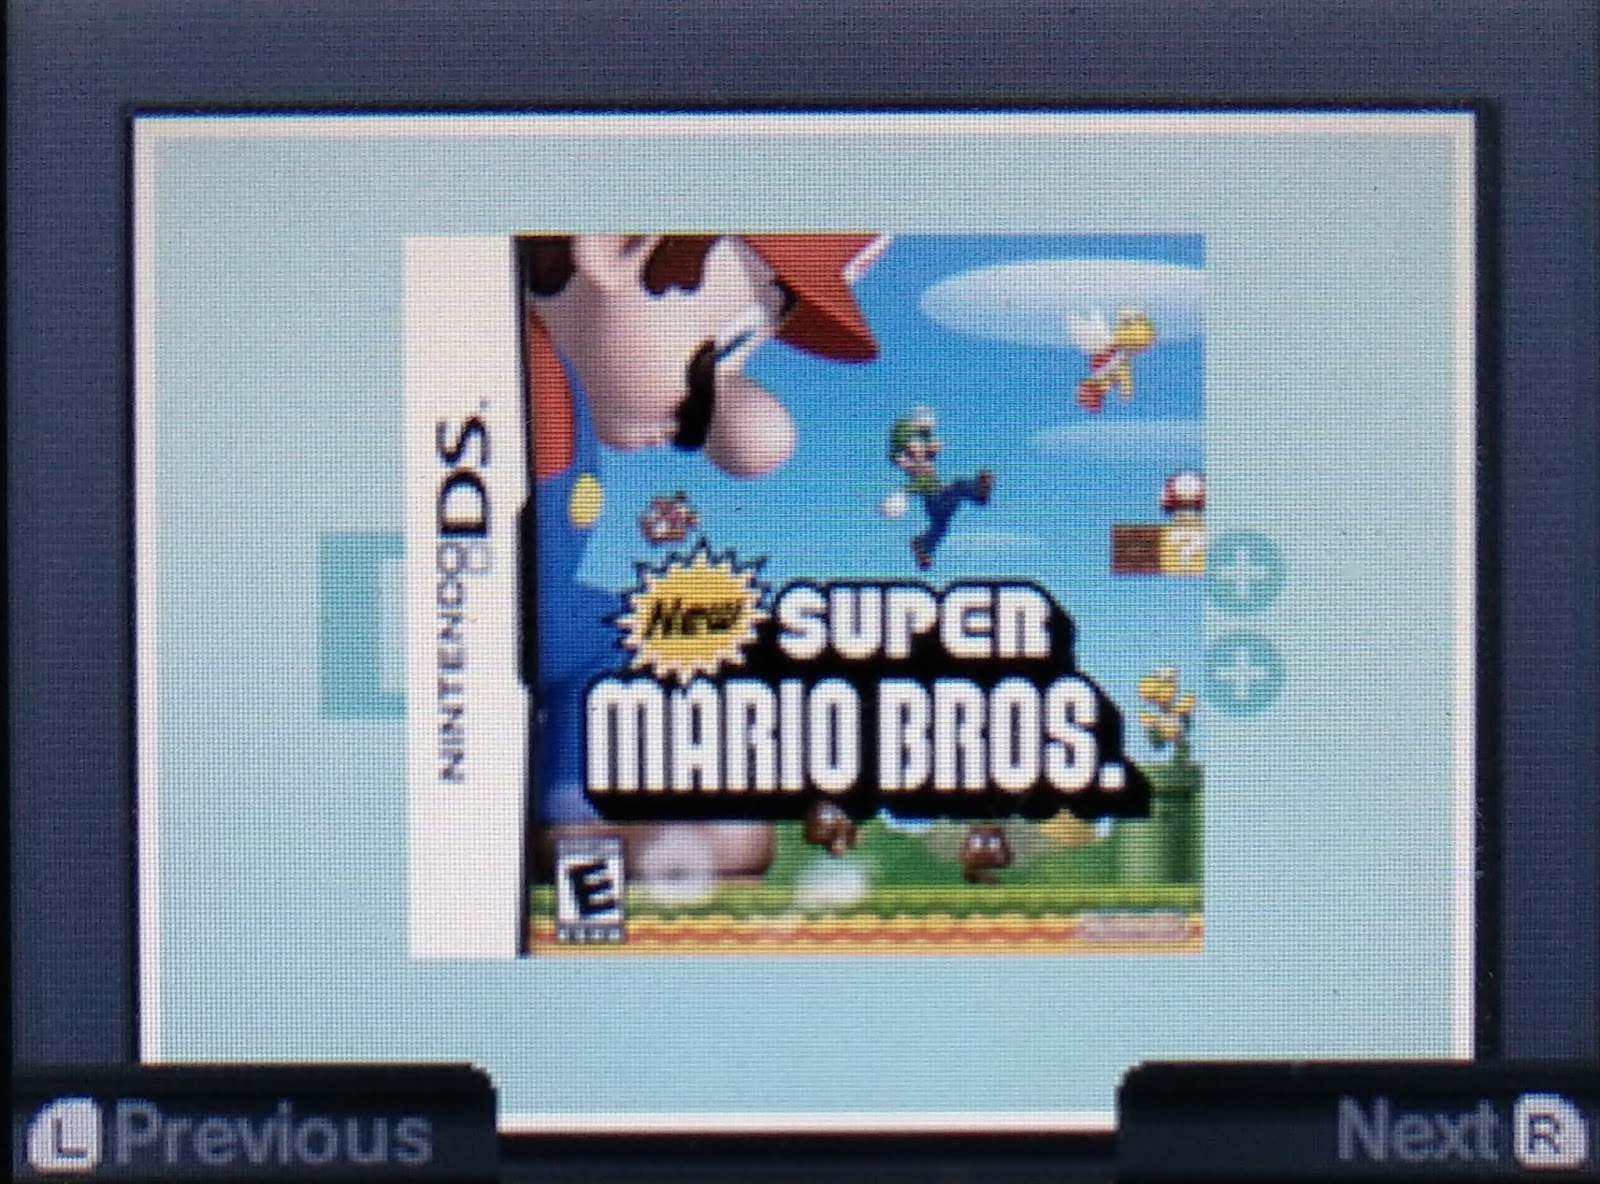 NINTENDO DS
New SUPER
MARIO BROS.
?
E
L Previous
Next R